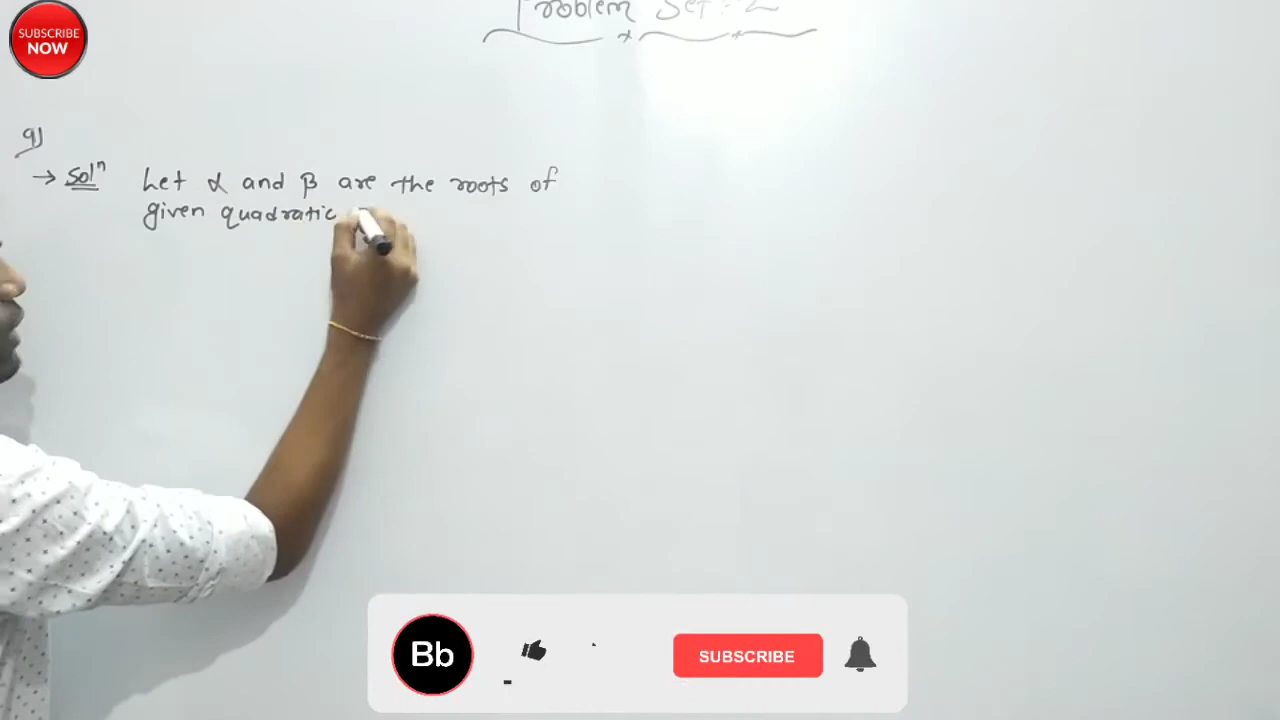 SUBSCRIBE
NOW
Problem Set - 2
9)
→ Solⁿ Let α and β are the roots of
given quadratic
Bb
SUBSCRIBE